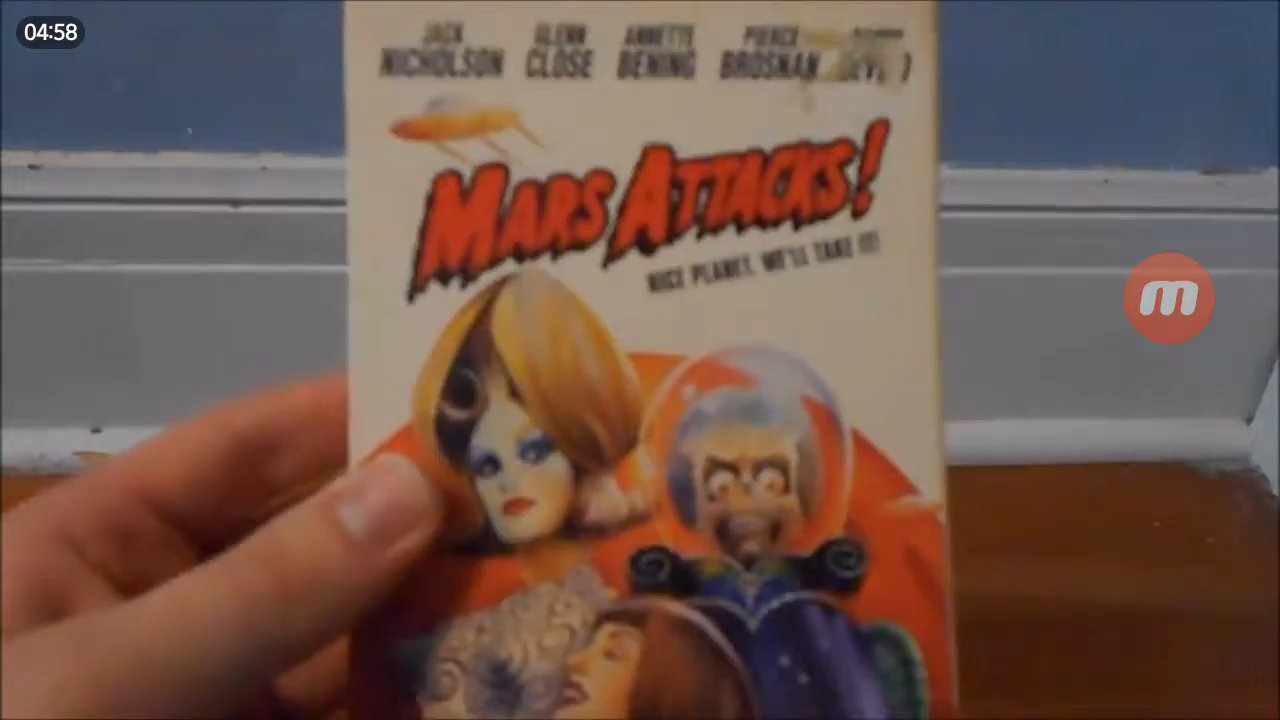 04:58
JACK NICHOLSON
GLENN CLOSE
ANNETTE BENING
PIERCE BROSNAN
MARS ATTACKS!
NICE PLANET. WE'LL TAKE IT!
m